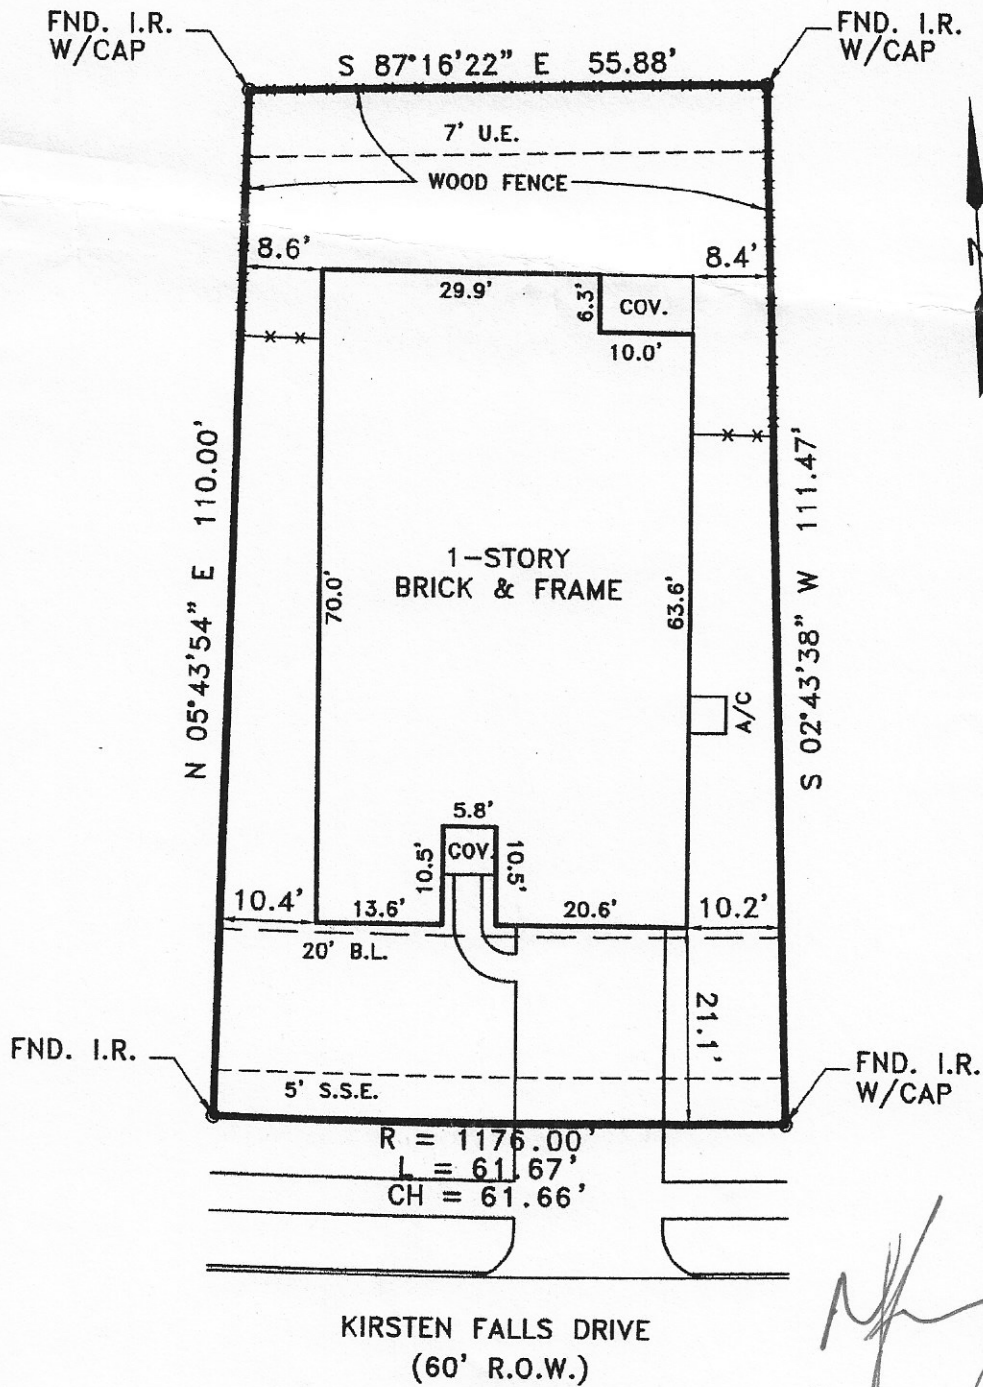 FND. I.R.
W/CAP
FND. I.R.
W/CAP
S 87°16'22" E 55.88'
7' U.E.
WOOD FENCE
8.6'
8.4'
29.9'
6.3'
COV.
10.0'
N
N 05°43'54" E 110.00'
70.0'
1-STORY
BRICK & FRAME
63.6'
S 02°43'38" W 111.47'
A/C
5.8'
10.5'
COV.
10.5'
10.4'
13.6'
20.6'
10.2'
20' B.L.
21.1'
FND. I.R.
FND. I.R.
W/CAP
5' S.S.E.
R = 1176.00'
L = 61.67'
CH = 61.66'
KIRSTEN FALLS DRIVE
(60' R.O.W.)